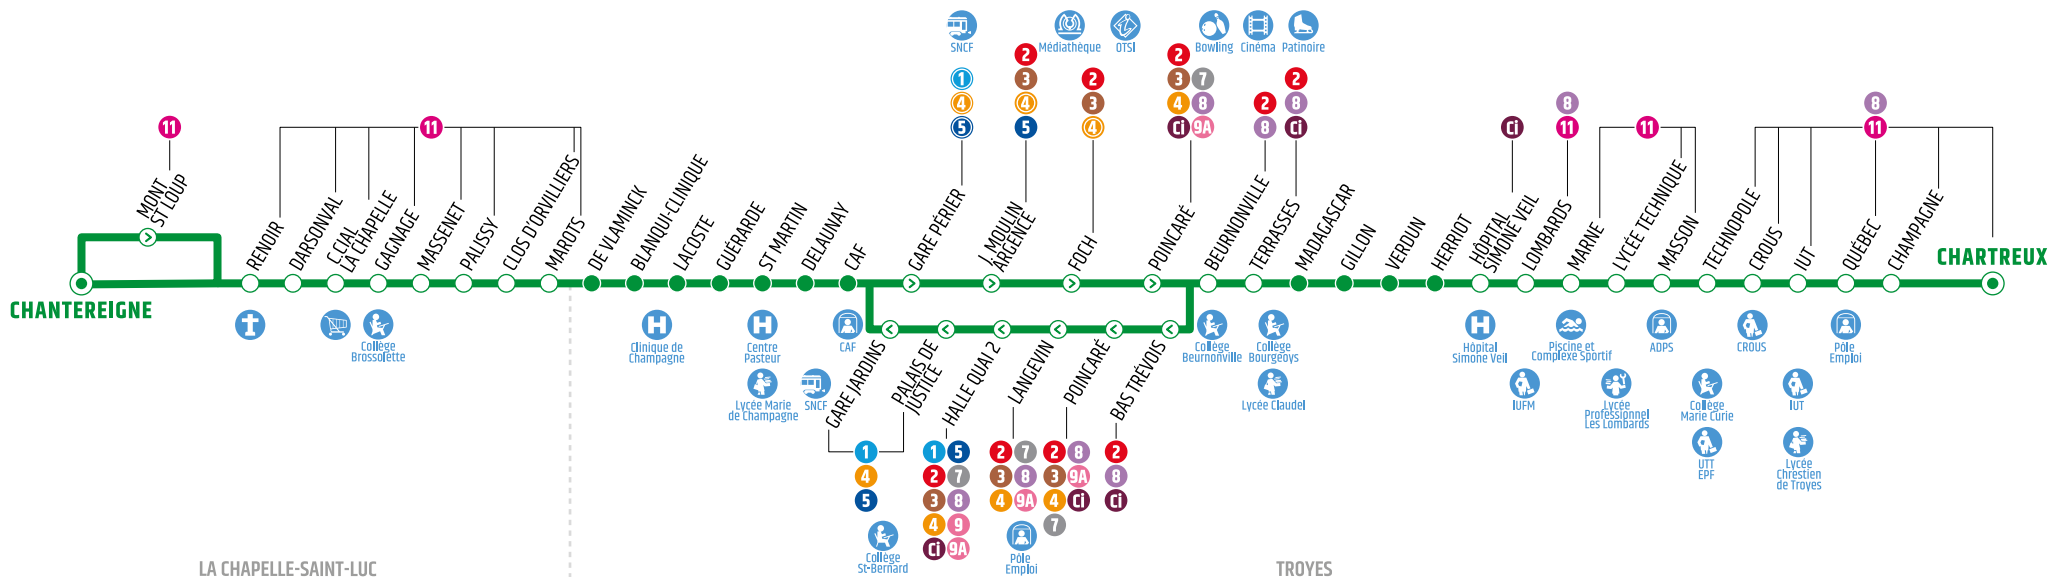 SNCF
Médiathèque
OTSI
Bowling
Cinéma
Patinoire
1
4
5
2
3
4
5
2
3
4
2
3
7
4
8
Ci
9A
2
8
2
8
Ci
11
11
Ci
8
11
11
8
11
MONT
ST LOUP
RENOIR
DARSONVAL
C.CIAL
LA CHAPELLE
GAGNAGE
MASSENET
PALISSY
CLOS D'ORVILLIERS
MAROTS
DE VLAMINCK
BLANQUI-CLINIQUE
LACOSTE
GUÉRARDE
ST MARTIN
DELAUNAY
CAF
GARE PÉRIER
J. MOULIN
ARGENCE
FOCH
POINCARÉ
BEURNONVILLE
TERRASSES
MADAGASCAR
GILLON
VERDUN
HERRIOT
HÔPITAL
SIMONE VEIL
LOMBARDS
MARNE
LYCÉE TECHNIQUE
MASSON
TECHNOPOLE
CROUS
IUT
QUÉBEC
CHAMPAGNE
CHARTREUX
CHANTEREIGNE
Collège
Brossolette
H
Clinique de
Champagne
H
Centre
Pasteur
Lycée Marie
de Champagne
CAF
SNCF
GARE JARDINS
PALAIS DE
JUSTICE
HALLE QUAI 2
LANGEVIN
POINCARÉ
BAS TRÉVOIS
1
4
5
1 5
2 7
3 8
4 9
Ci 9A
2 7
3 8
4 9A
2 8
3 9A
4 Ci
7
2
8
Ci
Collège
St-Bernard
Pôle
Emploi
Collège
Beurnonville
Collège
Bourgeoys
Lycée Claudel
H
Hôpital
Simone Veil
IUFM
Piscine et
Complexe Sportif
Lycée
Professionnel
Les Lombards
ADPS
Collège
Marie Curie
UTT
EPF
CROUS
IUT
Lycée
Chrestien
de Troyes
Pôle
Emploi
LA CHAPELLE-SAINT-LUC
TROYES